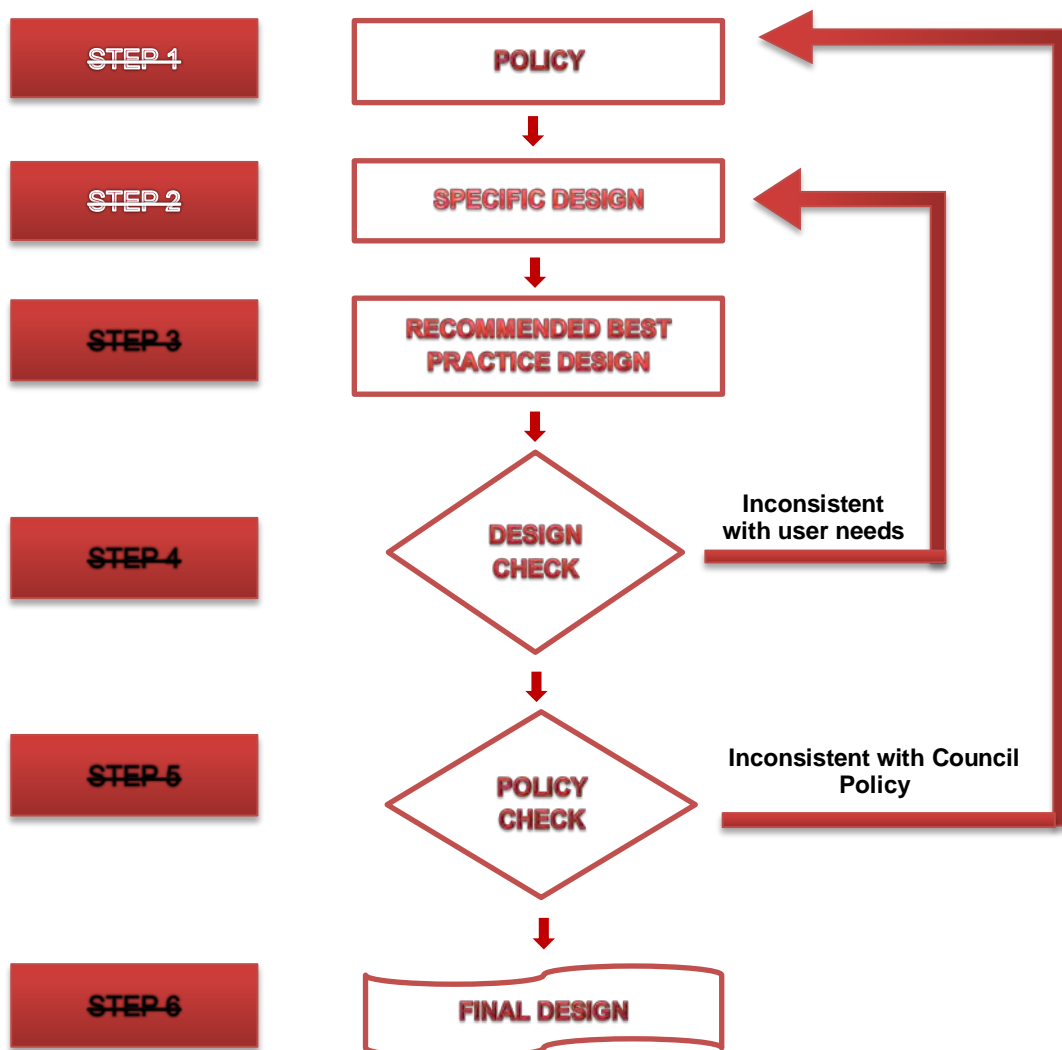 STEP 1
POLICY
STEP 2
SPECIFIC DESIGN
STEP 3
RECOMMENDED BEST
PRACTICE DESIGN
STEP 4
DESIGN
CHECK
Inconsistent
with user needs
STEP 5
POLICY
CHECK
Inconsistent with Council
Policy
STEP 6
FINAL DESIGN